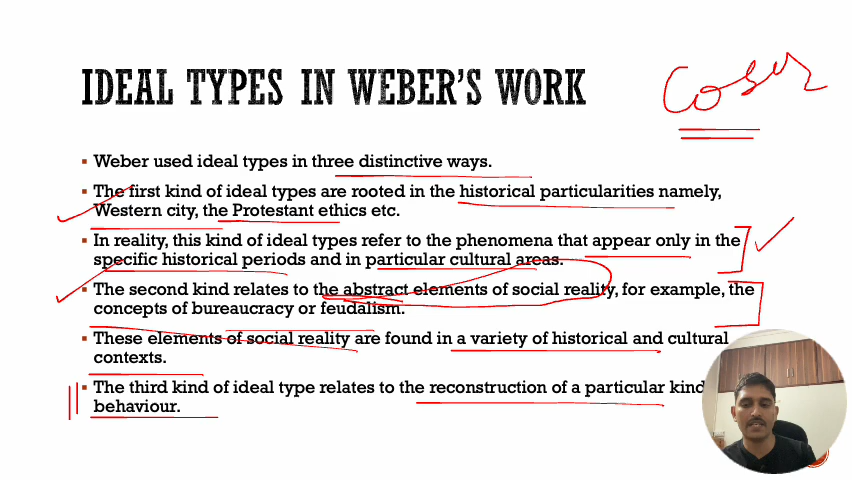 IDEAL TYPES IN WEBER'S WORK
Coser
▪ Weber used ideal types in three distinctive ways.
▪ The first kind of ideal types are rooted in the historical particularities namely,
Western city, the Protestant ethics etc.
▪ In reality, this kind of ideal types refer to the phenomena that appear only in the
specific historical periods and in particular cultural areas.
▪ The second kind relates to the abstract elements of social reality, for example, the
concepts of bureaucracy or feudalism.
▪ These elements of social reality are found in a variety of historical and cultural
contexts.
▪ The third kind of ideal type relates to the reconstruction of a particular kind
behaviour.